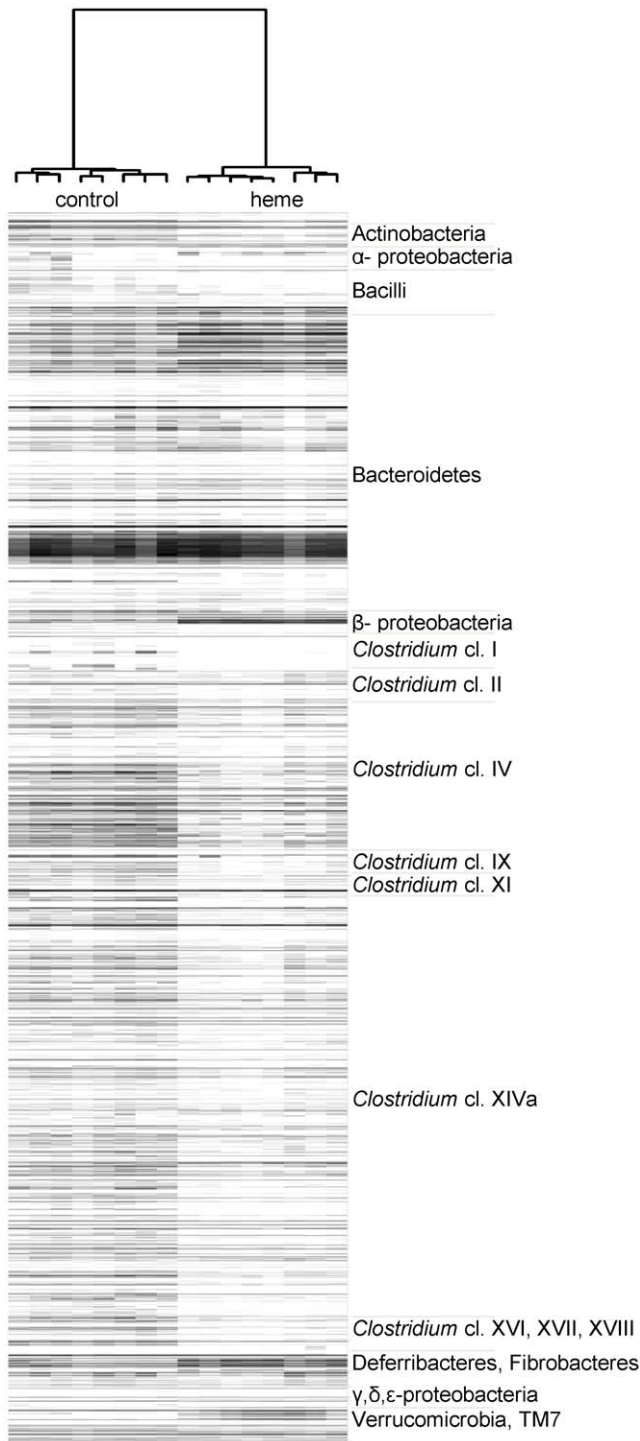 control heme
Actinobacteria
α- proteobacteria
Bacilli
Bacteroidetes
β- proteobacteria
Clostridium cl. I
Clostridium cl. II
Clostridium cl. IV
Clostridium cl. IX
Clostridium cl. XI
Clostridium cl. XIVa
Clostridium cl. XVI, XVII, XVIII
Deferribacteres, Fibrobacteres
γ,δ,ε-proteobacteria
Verrucomicrobia, TM7